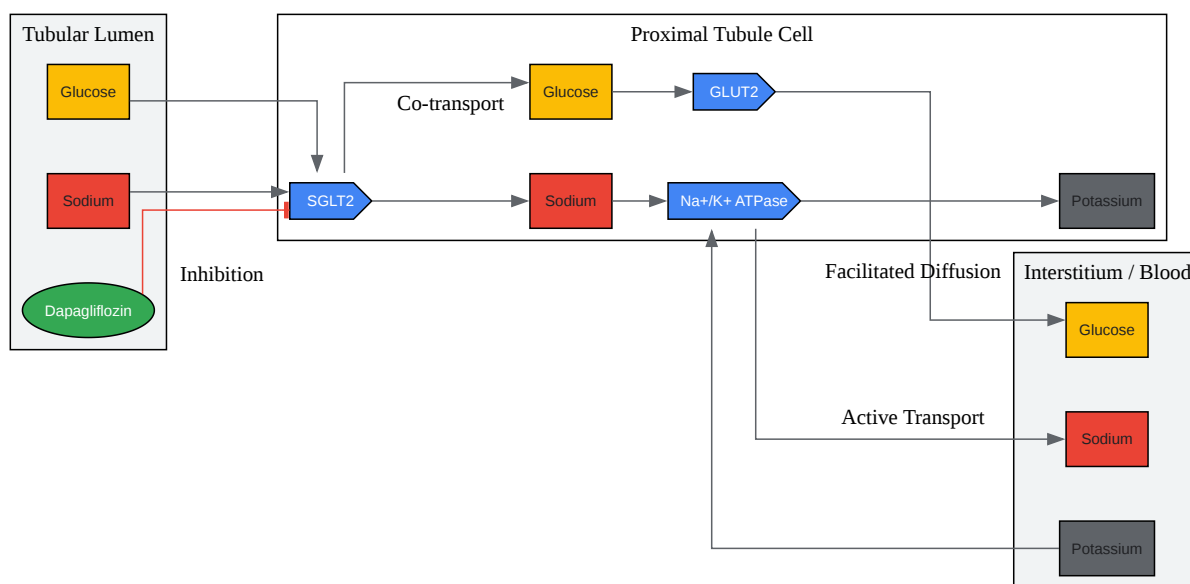 Tubular Lumen
Proximal Tubule Cell
Glucose
Co-transport
Glucose
GLUT2
Sodium
SGLT2
Sodium
Na+/K+ ATPase
Potassium
Inhibition
Dapagliflozin
Facilitated Diffusion
Interstitium / Blood
Glucose
Active Transport
Sodium
Potassium